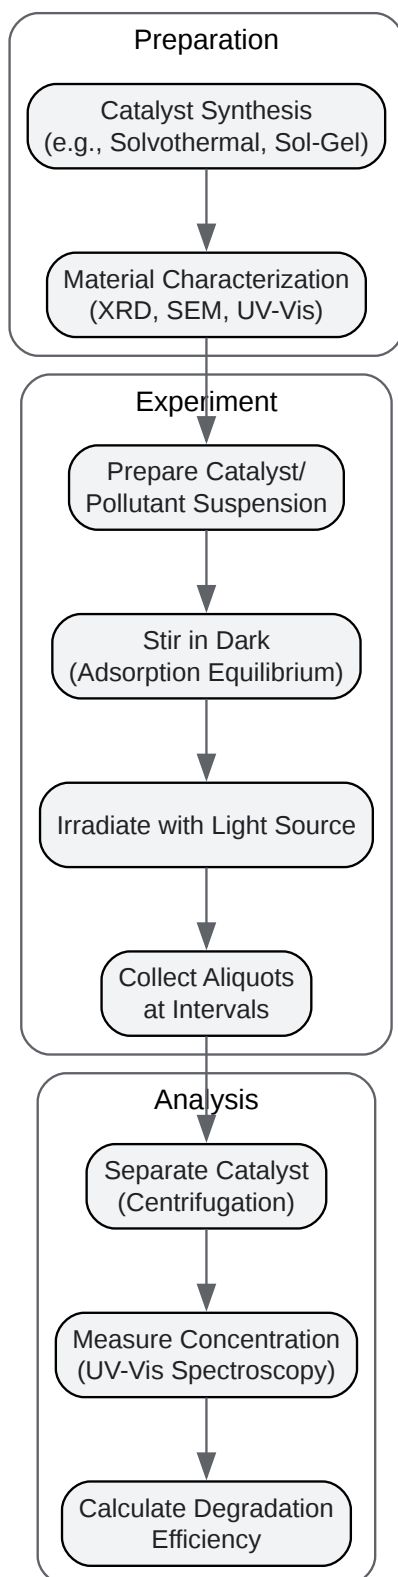 Preparation
Catalyst Synthesis
(e.g., Solvothermal, Sol-Gel)
Material Characterization
(XRD, SEM, UV-Vis)
Experiment
Prepare Catalyst/
Pollutant Suspension
Stir in Dark
(Adsorption Equilibrium)
Irradiate with Light Source
Collect Aliquots
at Intervals
Analysis
Separate Catalyst
(Centrifugation)
Measure Concentration
(UV-Vis Spectroscopy)
Calculate Degradation
Efficiency